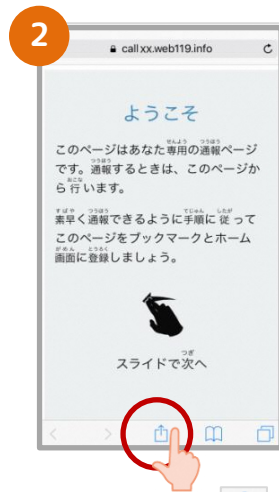 2
call xx.web119.info
ようこそ
このページはあなた専用の通報ページ
です。通報するときは、このページか
ら行います。
素早く通報できるように手順に従って
このページをブックマークとホーム
画面に登録しましょう。
スライドで次へ